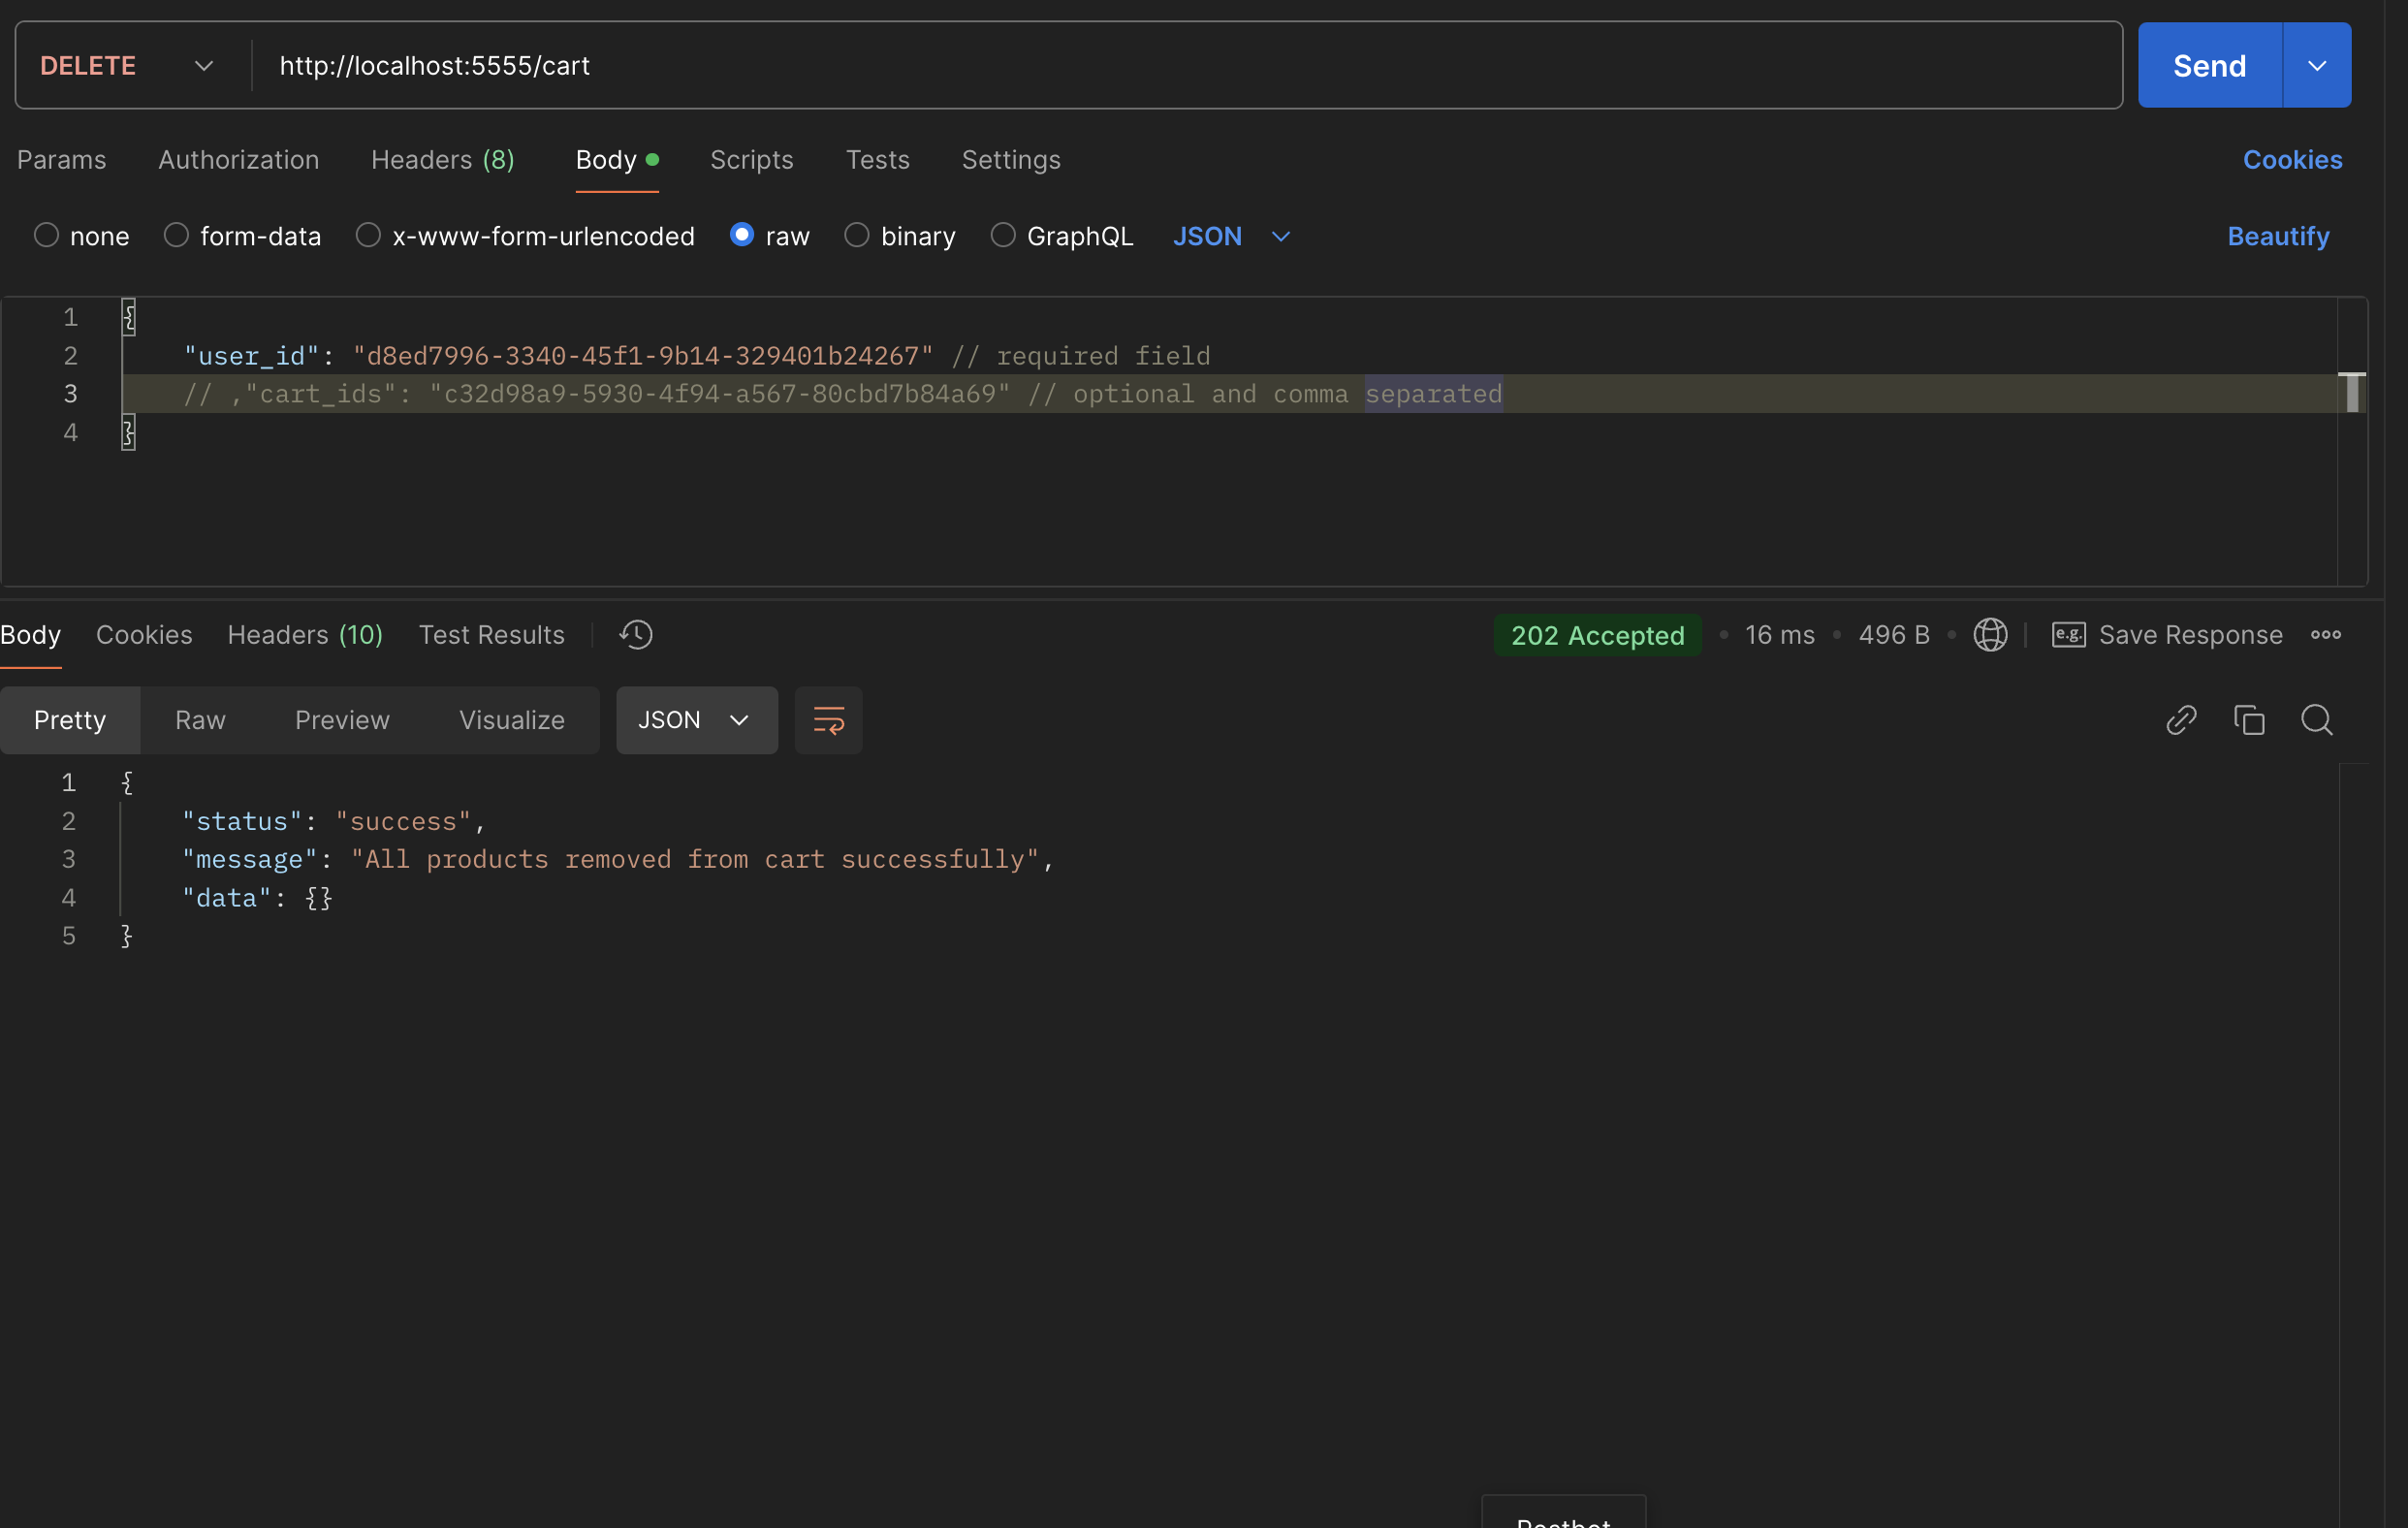 DELETE http://localhost:5555/cart Send
Params Authorization Headers (8) Body Scripts Tests Settings Cookies
none form-data x-www-form-urlencoded raw binary GraphQL JSON Beautify
1 {
2 "user_id": "d8ed7996-3340-45f1-9b14-329401b24267" // required field
3 // ,"cart_ids": "c32d98a9-5930-4f94-a567-80cbd7b84a69" // optional and comma separated
4 }
Body Cookies Headers (10) Test Results 202 Accepted • 16 ms • 496 B • e.g. Save Response
Pretty Raw Preview Visualize JSON
1 {
2 "status": "success",
3 "message": "All products removed from cart successfully",
4 "data": {}
5 }
Postbot